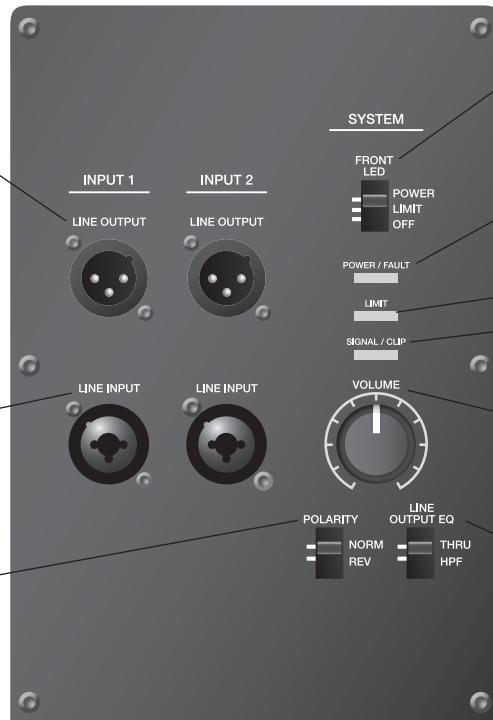 SYSTEM
FRONT
LED
POWER
LIMIT
OFF
INPUT 1
INPUT 2
LINE OUTPUT
LINE OUTPUT
POWER / FAULT
LIMIT
SIGNAL / CLIP
LINE INPUT
LINE INPUT
VOLUME
POLARITY
NORM
REV
LINE
OUTPUT EQ
THRU
HPF